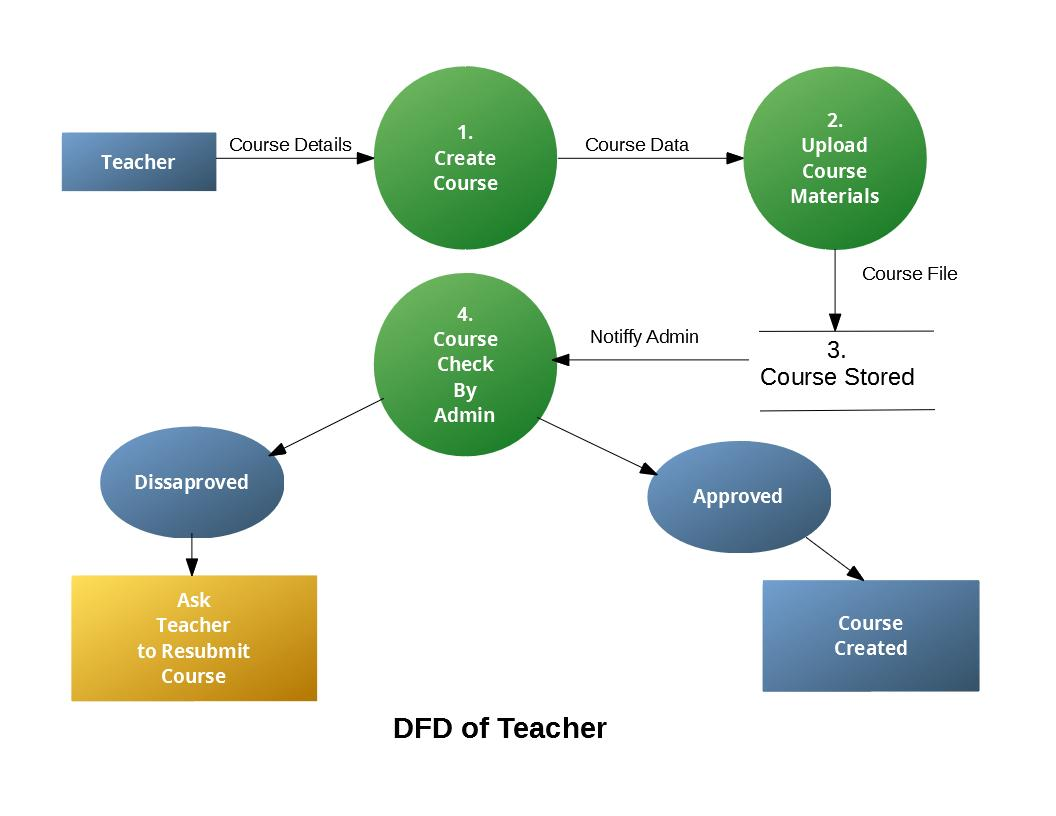 Teacher
Course Details
1.
Create
Course
Course Data
2.
Upload
Course
Materials
Course File
3.
Course Stored
Notiffy Admin
4.
Course
Check
By
Admin
Dissaproved
Approved
Ask
Teacher
to Resubmit
Course
Course
Created
DFD of Teacher